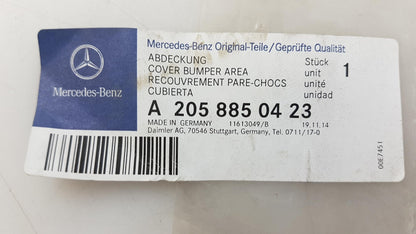 Mercedes-Benz
Mercedes-Benz Original-Teile/Geprüfte Qualität
ABDECKUNG
COVER BUMPER AREA
RECOUVREMENT PARE-CHOCS
CUBIERTA
Stück
unit
unité
unidad
1
A 205 885 04 23
MADE IN GERMANY 11613049/B 19.11.14
Daimler AG, 70546 Stuttgart, Germany, Tel. 0711/17-0
00E/451